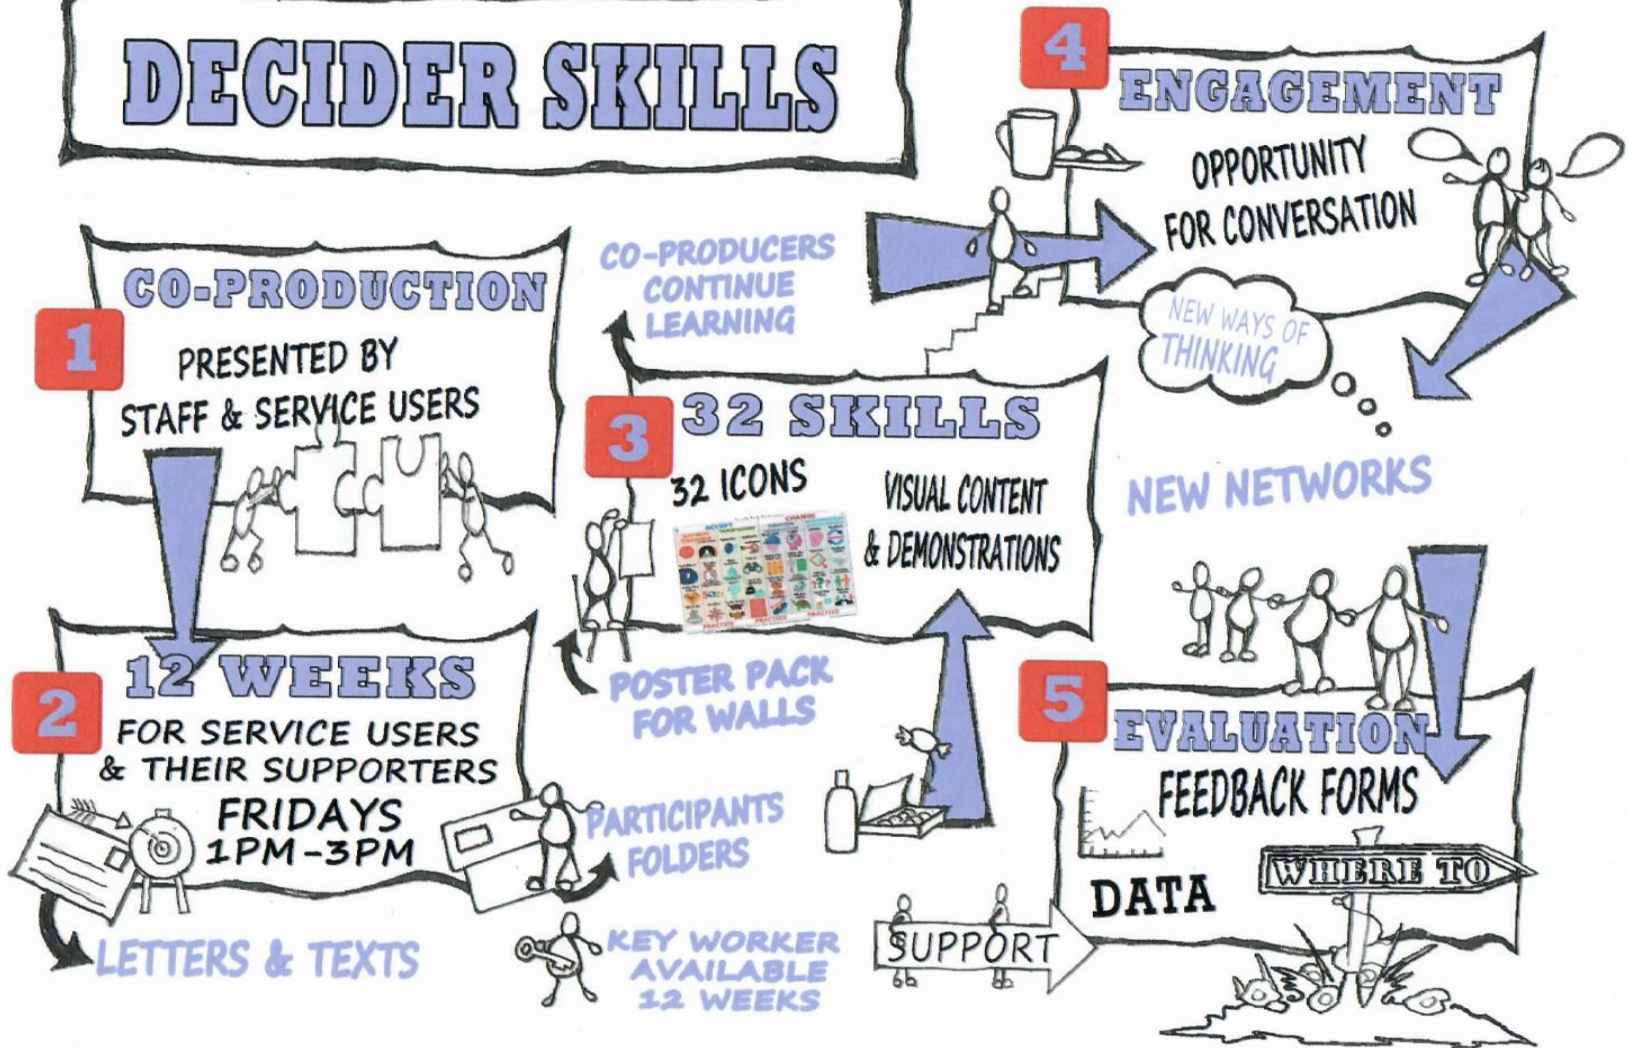 DECIDER SKILLS
1
CO-PRODUCTION
PRESENTED BY
STAFF & SERVICE USERS
2
12 WEEKS
FOR SERVICE USERS
& THEIR SUPPORTERS
FRIDAYS
1PM-3PM
LETTERS & TEXTS
PARTICIPANTS
FOLDERS
KEY WORKER
AVAILABLE
12 WEEKS
CO-PRODUCERS
CONTINUE
LEARNING
3
32 SKILLS
32 ICONS
VISUAL CONTENT
& DEMONSTRATIONS
PRACTISE PRACTISE PRACTISE
POSTER PACK
FOR WALLS
4
ENGAGEMENT
OPPORTUNITY
FOR CONVERSATION
NEW WAYS OF
THINKING
NEW NETWORKS
5
EVALUATION
FEEDBACK FORMS
DATA
WHERE TO
SUPPORT